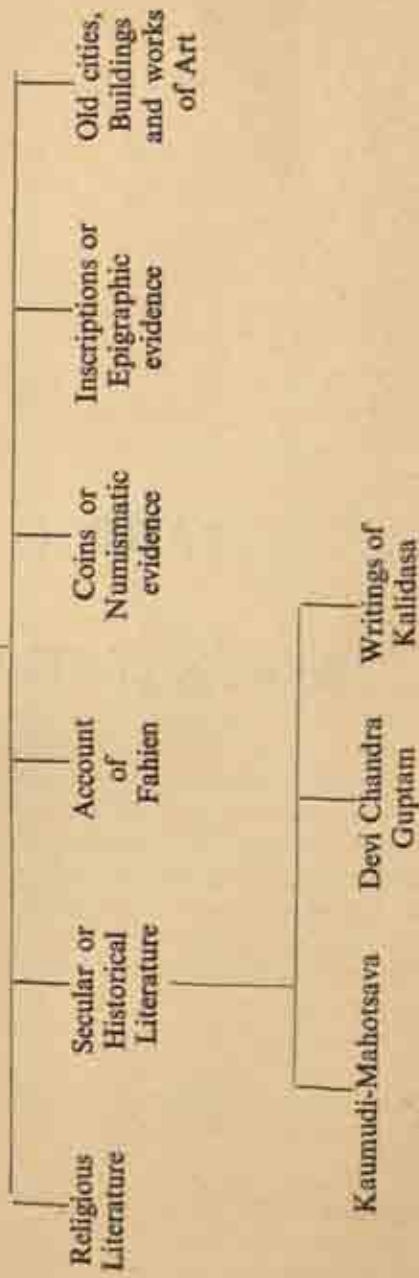 Religious
Literature
Secular or
Historical
Literature
Account
of
Fahien
Coins or
Numismatic
evidence
Inscriptions or
Epigraphic
evidence
Old cities,
Buildings
and works
of Art
Kaumudi-Mahotsava
Devi Chandra
Guptam
Writings of
Kalidasa